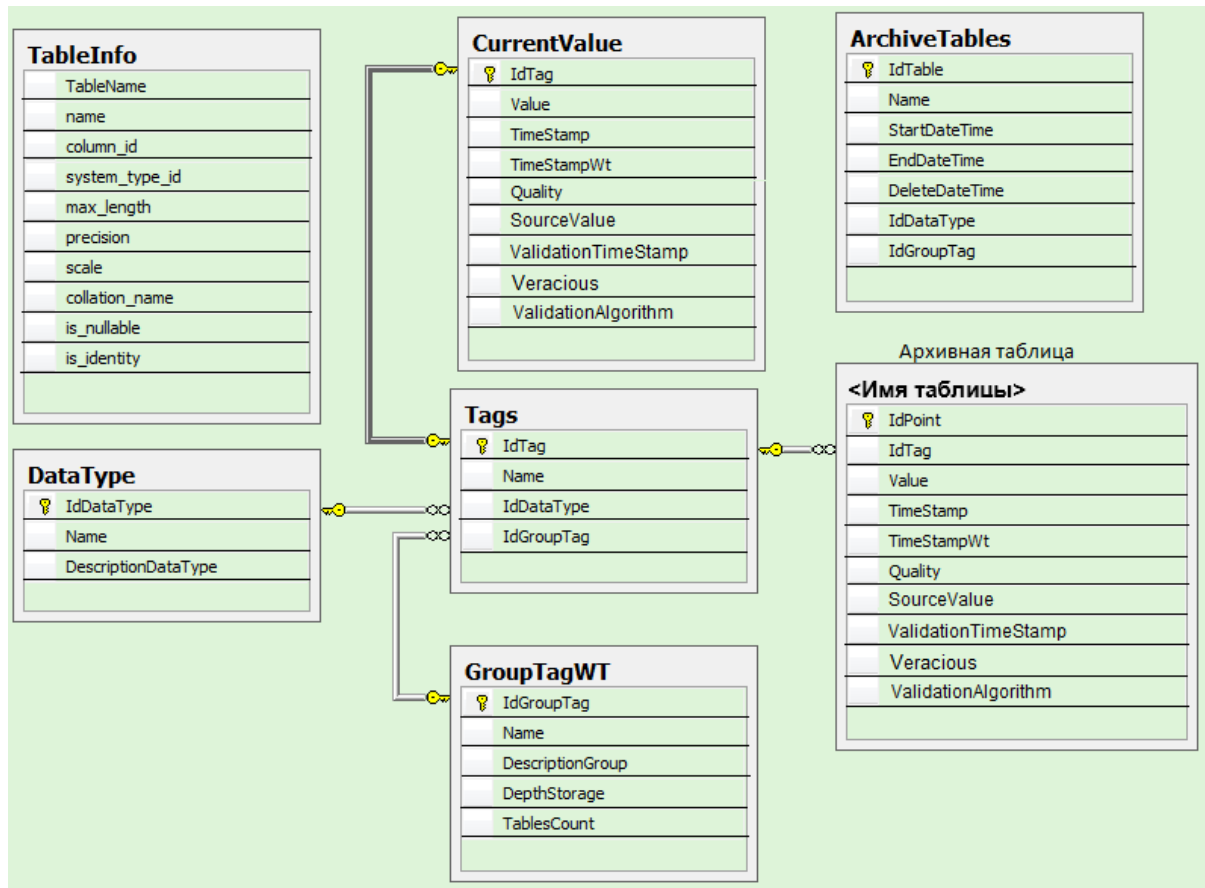 TableInfo
TableName
name
column_id
system_type_id
max_length
precision
scale
collation_name
is_nullable
is_identity
CurrentValue
IdTag
Value
TimeStamp
TimeStampWt
Quality
SourceValue
ValidationTimeStamp
Veracious
ValidationAlgorithm
ArchiveTables
IdTable
Name
StartDateTime
EndDateTime
DeleteDateTime
IdDataType
IdGroupTag
DataType
IdDataType
Name
DescriptionDataType
Tags
IdTag
Name
IdDataType
IdGroupTag
Архивная таблица
<Имя таблицы>
IdPoint
IdTag
Value
TimeStamp
TimeStampWt
Quality
SourceValue
ValidationTimeStamp
Veracious
ValidationAlgorithm
GroupTagWT
IdGroupTag
Name
DescriptionGroup
DepthStorage
TablesCount